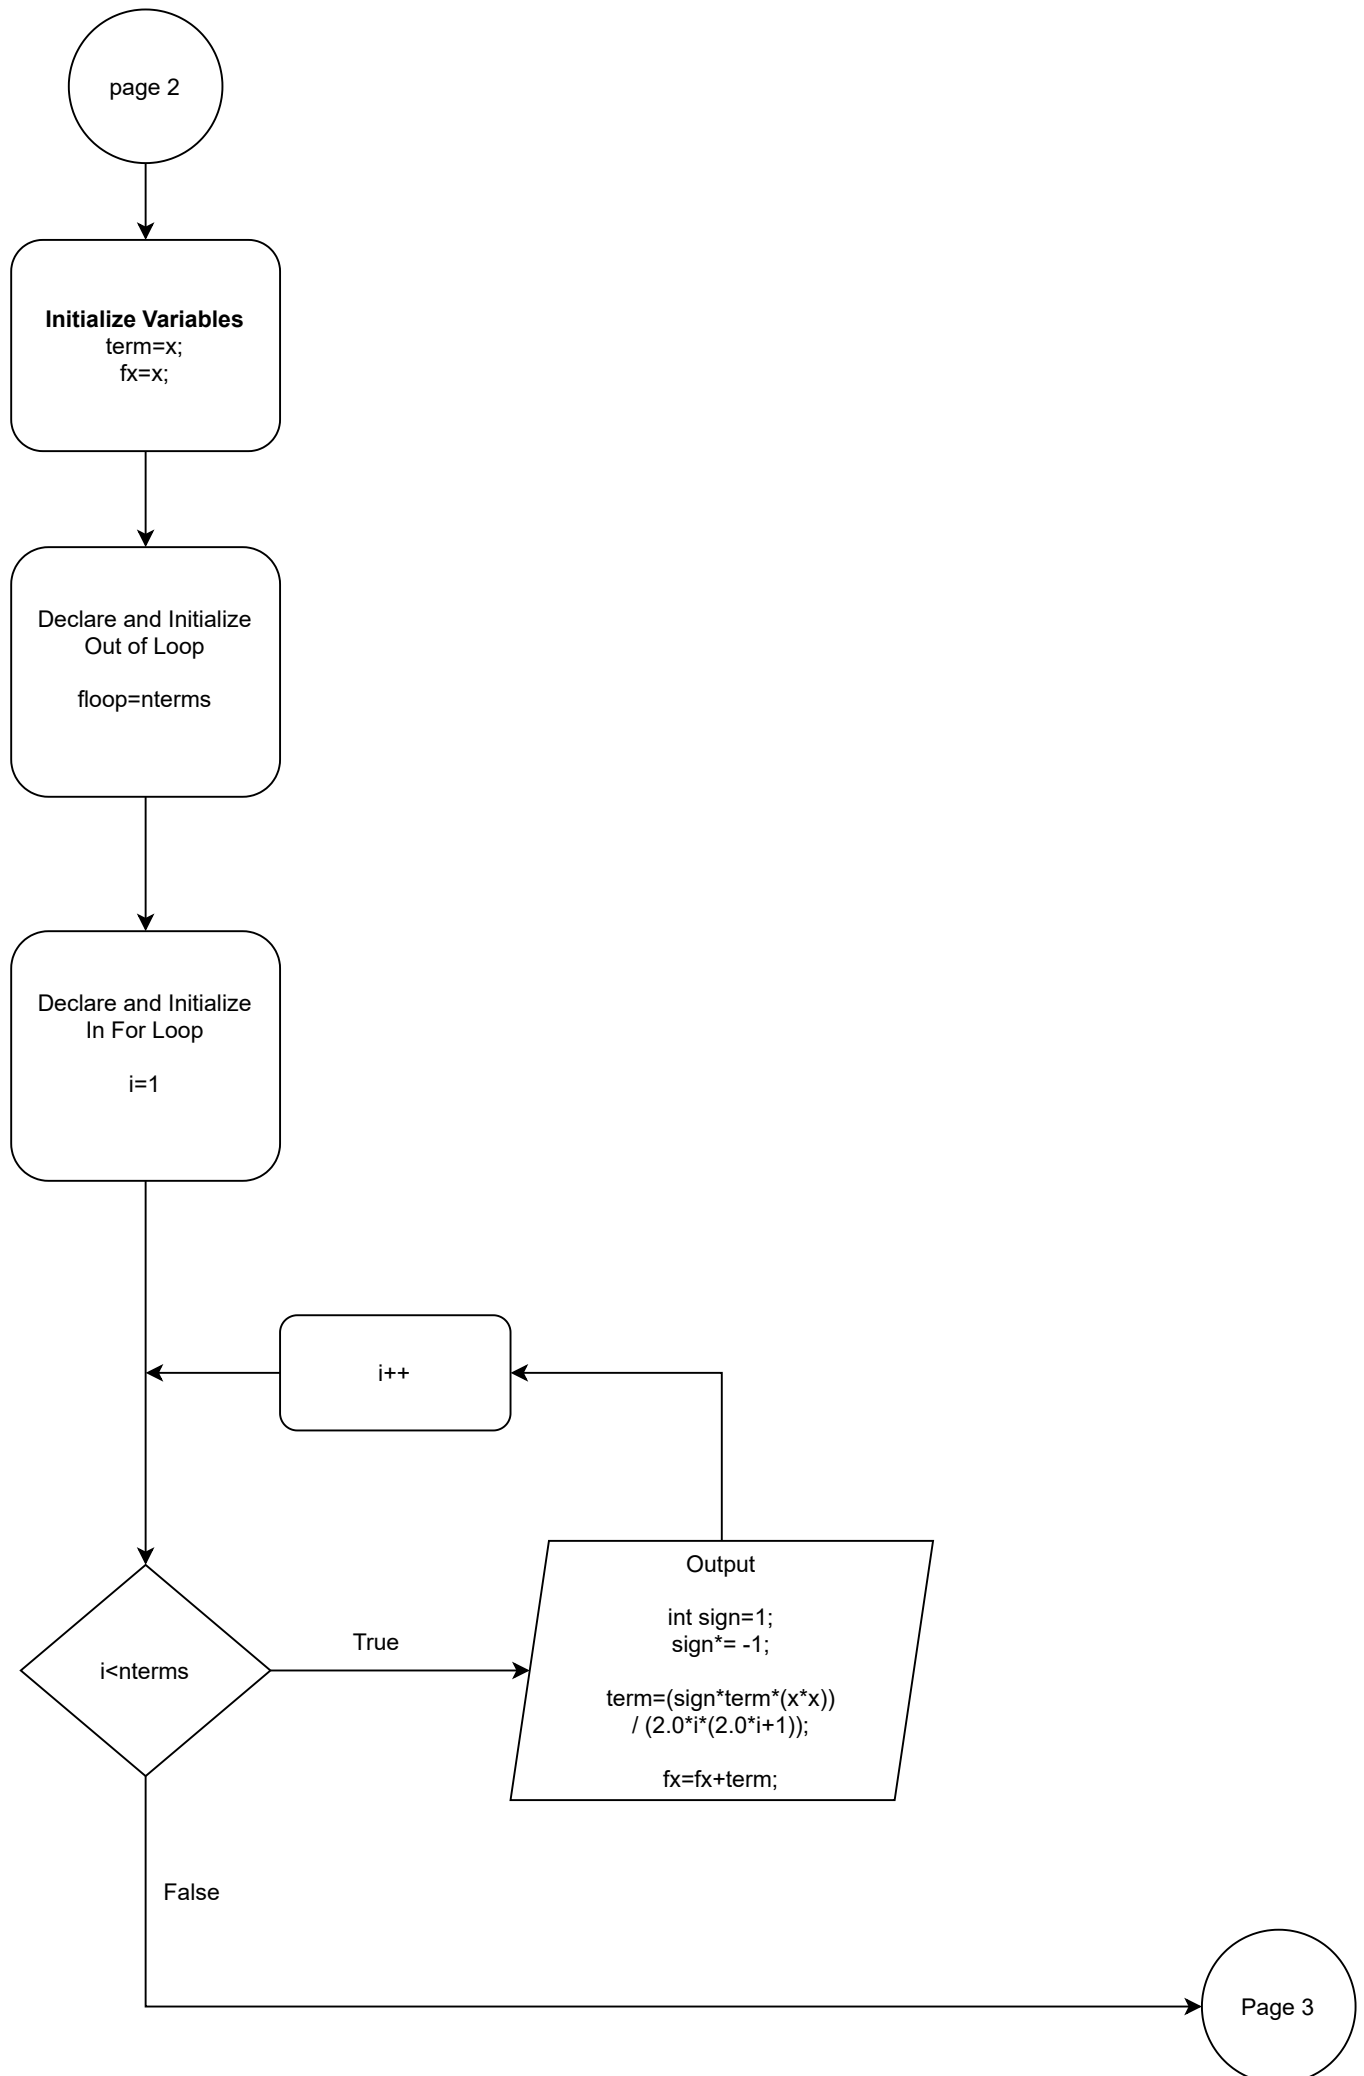 page 2
Initialize Variables
term=x;
fx=x;
Declare and Initialize
Out of Loop
floop=nterms
Declare and Initialize
In For Loop
i=1
i++
i<nterms
True
Output
int sign=1;
sign*= -1;
term=(sign*term*(x*x))
/ (2.0*i*(2.0*i+1));
fx=fx+term;
False
Page 3